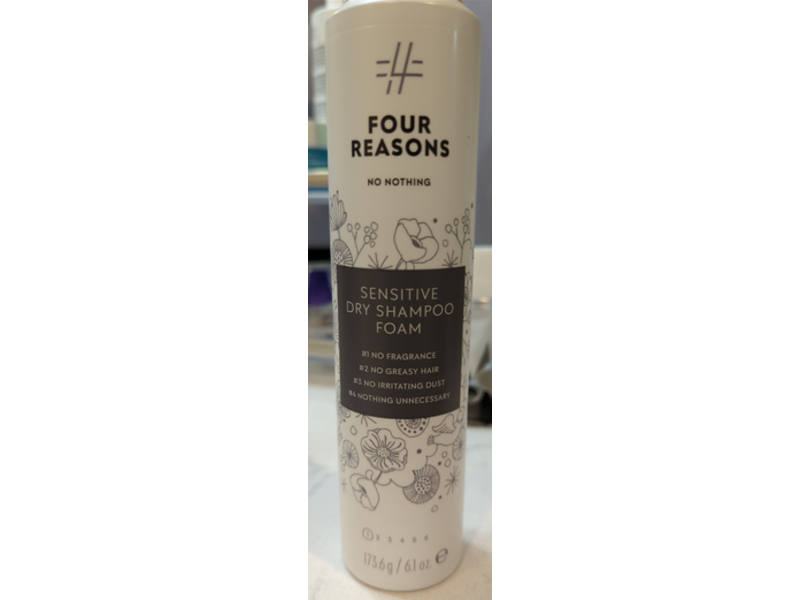 FOUR
REASONS
NO NOTHING
SENSITIVE
DRY SHAMPOO
FOAM
#1 NO FRAGRANCE
#2 NO GREASY HAIR
#3 NO IRRITATING DUST
#4 NOTHING UNNECESSARY
173.6g / 6.1 oz. ℮